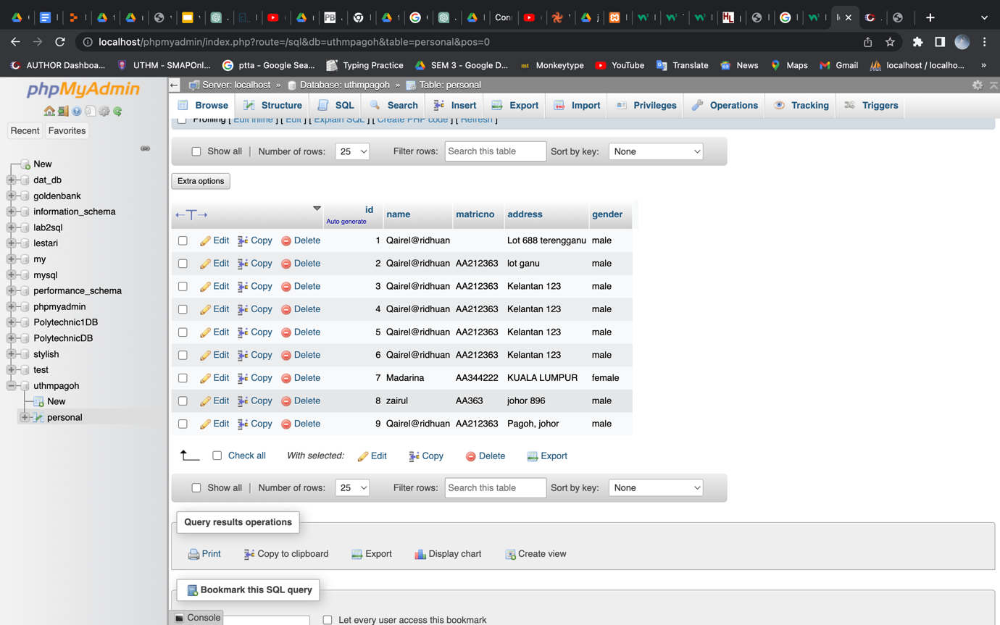 localhost/phpmyadmin/index.php?route=/sql&db=uthmpagoh&table=personal&pos=0
AUTHOR Dashboa... UTHM - SMAPOnl... ptta - Google Sea... Typing Practice SEM 3 - Google D... mt Monkeytype YouTube Translate News Maps Gmail localhost / localho... »
phpMyAdmin
Recent Favorites
New
dat_db
goldenbank
information_schema
lab2sql
lestari
my
mysql
performance_schema
phpmyadmin
Polytechnic1DB
PolytechnicDB
stylish
test
uthmpagoh
New
personal
Server: localhost » Database: uthmpagoh » Table: personal
Browse Structure SQL Search Insert Export Import Privileges Operations Tracking Triggers
Profiling [ Edit inline ] [ Edit ] [ Explain SQL ] [ Create PHP code ] [ Refresh ]
Show all | Number of rows: 25 Filter rows: Search this table Sort by key: None
Extra options
←T→ id name matricno address gender
Auto generate
Edit Copy Delete 1 Qairel@ridhuan Lot 688 terengganu male
Edit Copy Delete 2 Qairel@ridhuan AA212363 lot ganu male
Edit Copy Delete 3 Qairel@ridhuan AA212363 Kelantan 123 male
Edit Copy Delete 4 Qairel@ridhuan AA212363 Kelantan 123 male
Edit Copy Delete 5 Qairel@ridhuan AA212363 Kelantan 123 male
Edit Copy Delete 6 Qairel@ridhuan AA212363 Kelantan 123 male
Edit Copy Delete 7 Madarina AA344222 KUALA LUMPUR female
Edit Copy Delete 8 zairul AA363 johor 896 male
Edit Copy Delete 9 Qairel@ridhuan AA212363 Pagoh, johor male
Check all With selected: Edit Copy Delete Export
Show all | Number of rows: 25 Filter rows: Search this table Sort by key: None
Query results operations
Print Copy to clipboard Export Display chart Create view
Bookmark this SQL query
Console Let every user access this bookmark